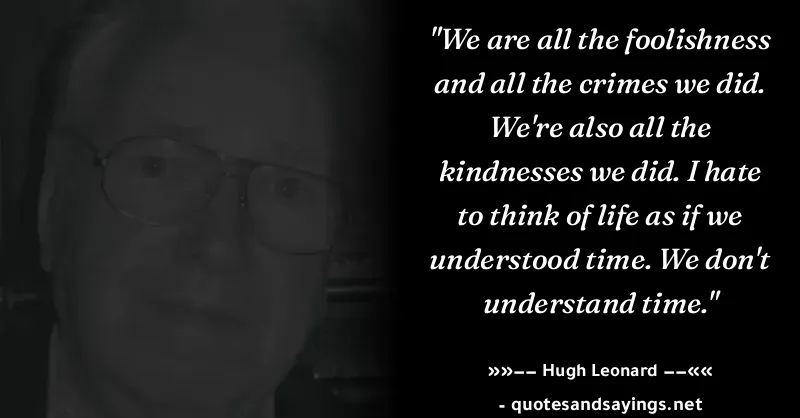 "We are all the foolishness
and all the crimes we did.
We're also all the
kindnesses we did. I hate
to think of life as if we
understood time. We don't
understand time."
»»–– Hugh Leonard ––««
- quotesandsayings.net